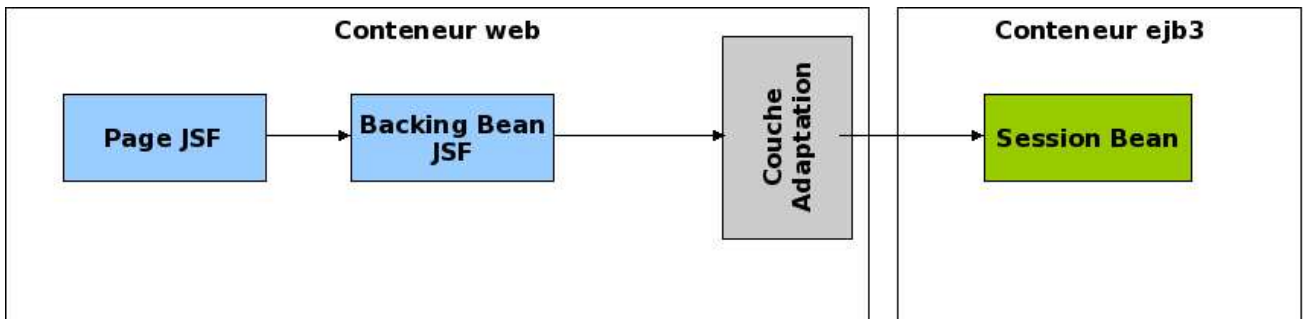 Conteneur web
Conteneur ejb3
Page JSF
Backing Bean
JSF
Couche
Adaptation
Session Bean